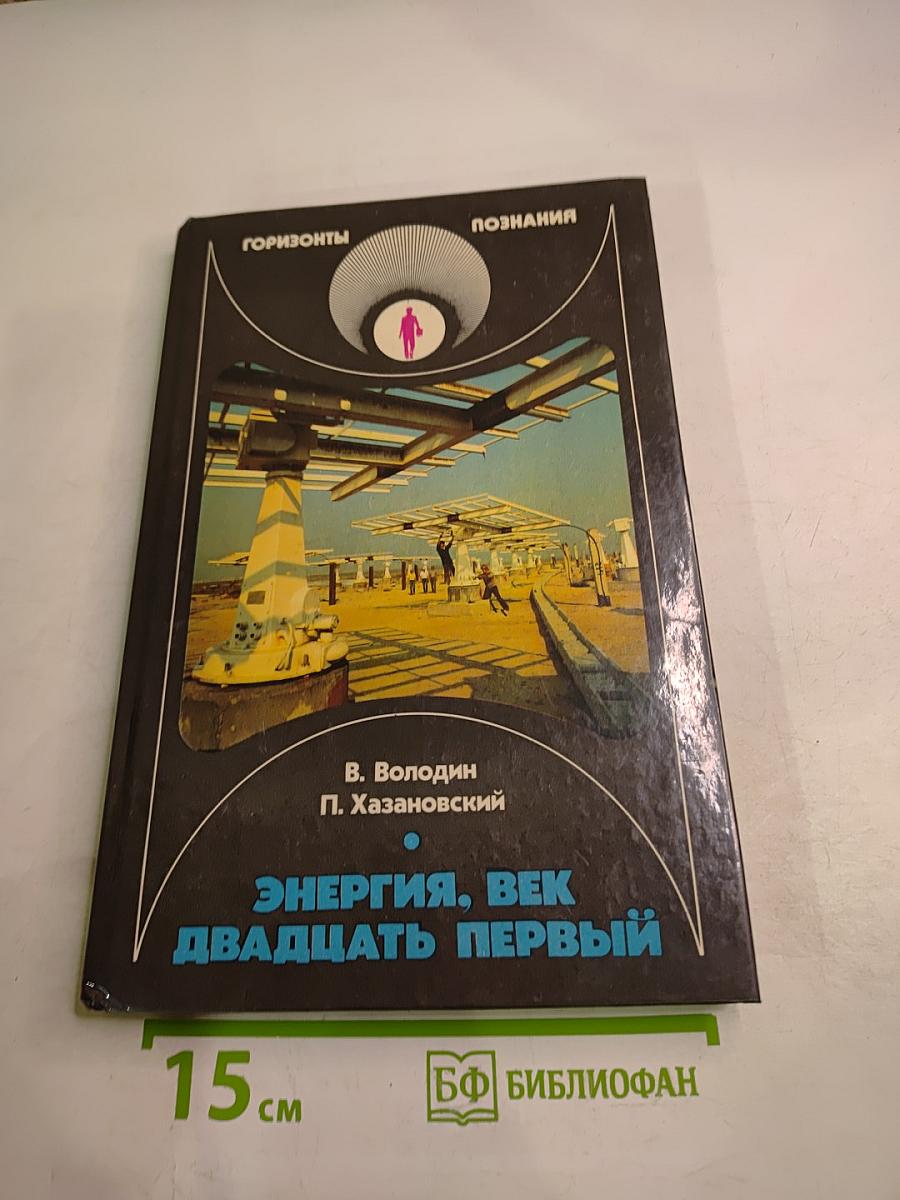 ГОРИЗОНТЫ ПОЗНАНИЯ
В. Володин
П. Хазановский
ЭНЕРГИЯ, ВЕК
ДВАДЦАТЬ ПЕРВЫЙ
15 см
БФ БИБЛИОФАН